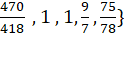 470/418 , 1 , 1, 9/7, 75/78}